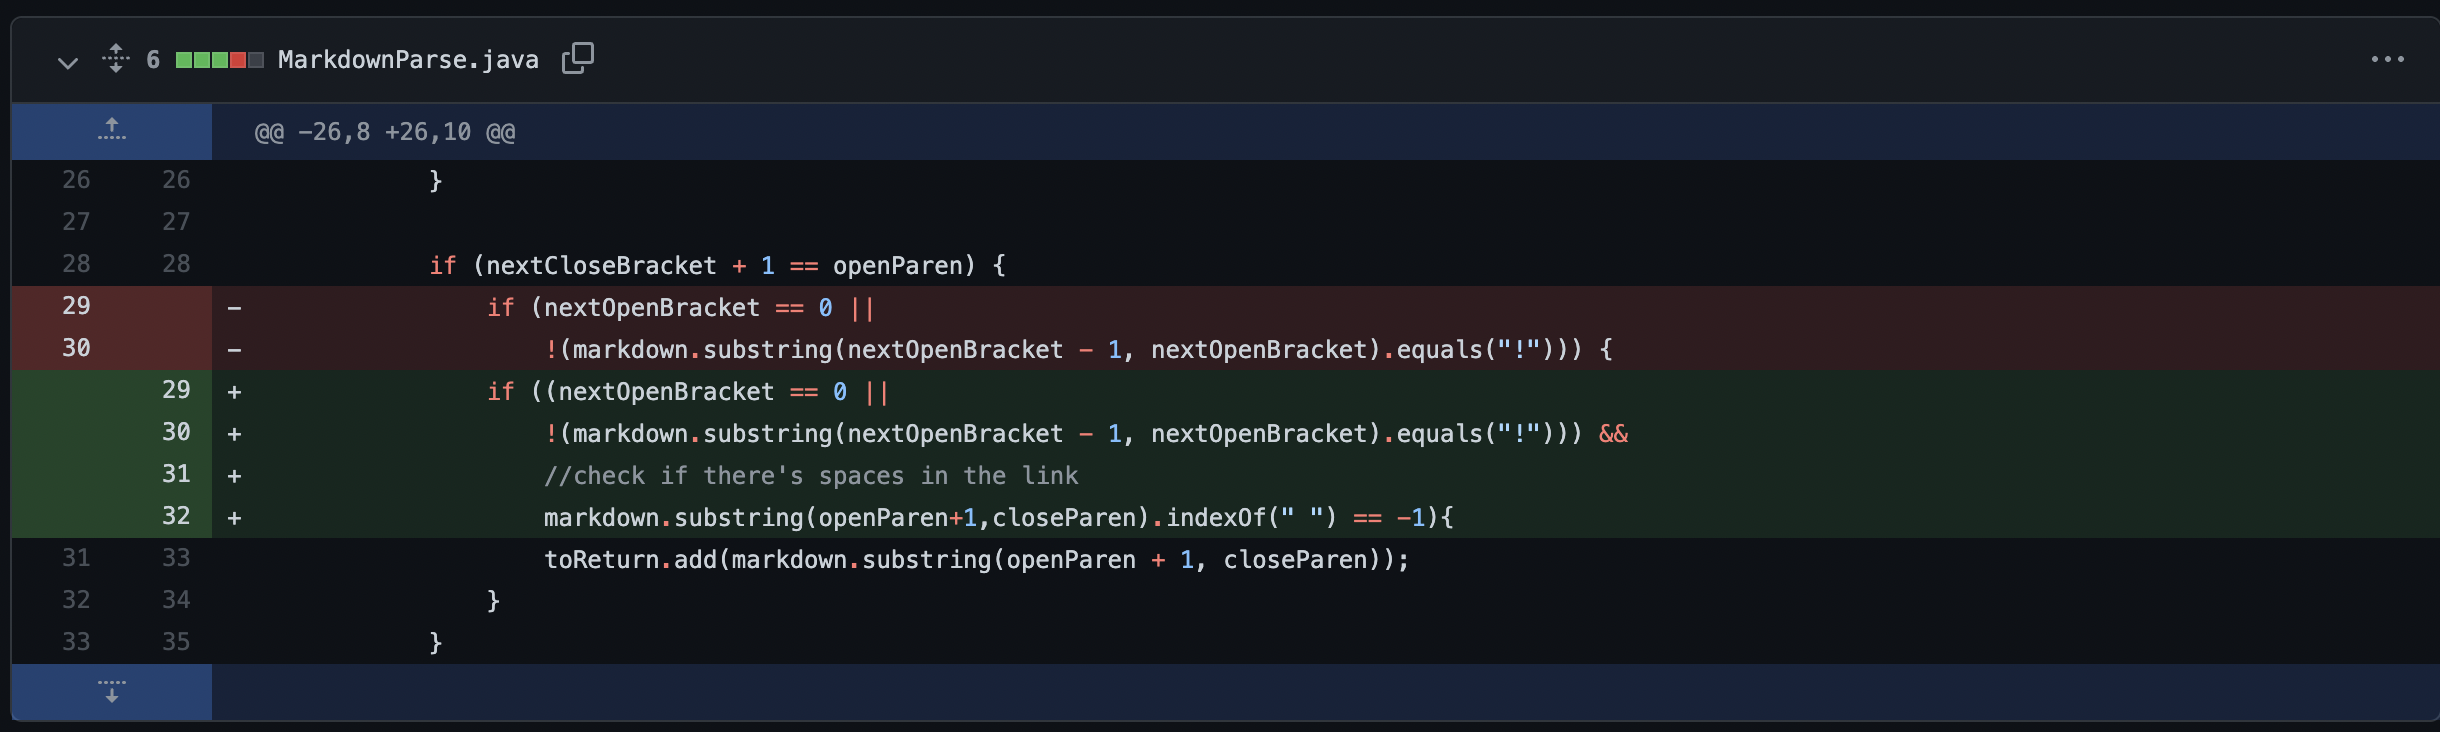 6 MarkdownParse.java
@@ -26,8 +26,10 @@
26 26 }
27 27
28 28 if (nextCloseBracket + 1 == openParen) {
29 - if (nextOpenBracket == 0 ||
30 - !(markdown.substring(nextOpenBracket - 1, nextOpenBracket).equals("!"))) {
29 + if ((nextOpenBracket == 0 ||
30 + !(markdown.substring(nextOpenBracket - 1, nextOpenBracket).equals("!"))) &&
31 + //check if there's spaces in the link
32 + markdown.substring(openParen+1,closeParen).indexOf(" ") == -1){
31 33 toReturn.add(markdown.substring(openParen + 1, closeParen));
32 34 }
33 35 }